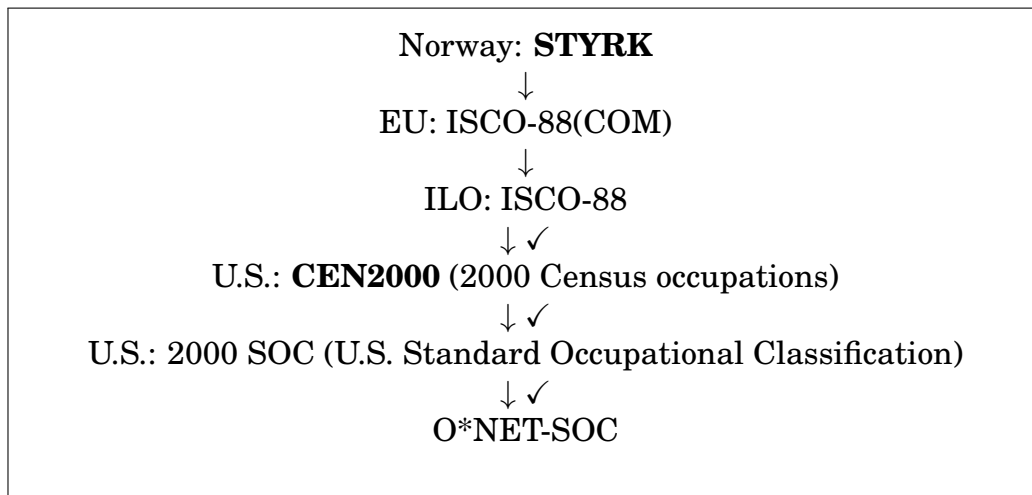 Norway: STYRK
↓
EU: ISCO-88(COM)
↓
ILO: ISCO-88
↓ ✓
U.S.: CEN2000 (2000 Census occupations)
↓ ✓
U.S.: 2000 SOC (U.S. Standard Occupational Classification)
↓ ✓
O*NET-SOC